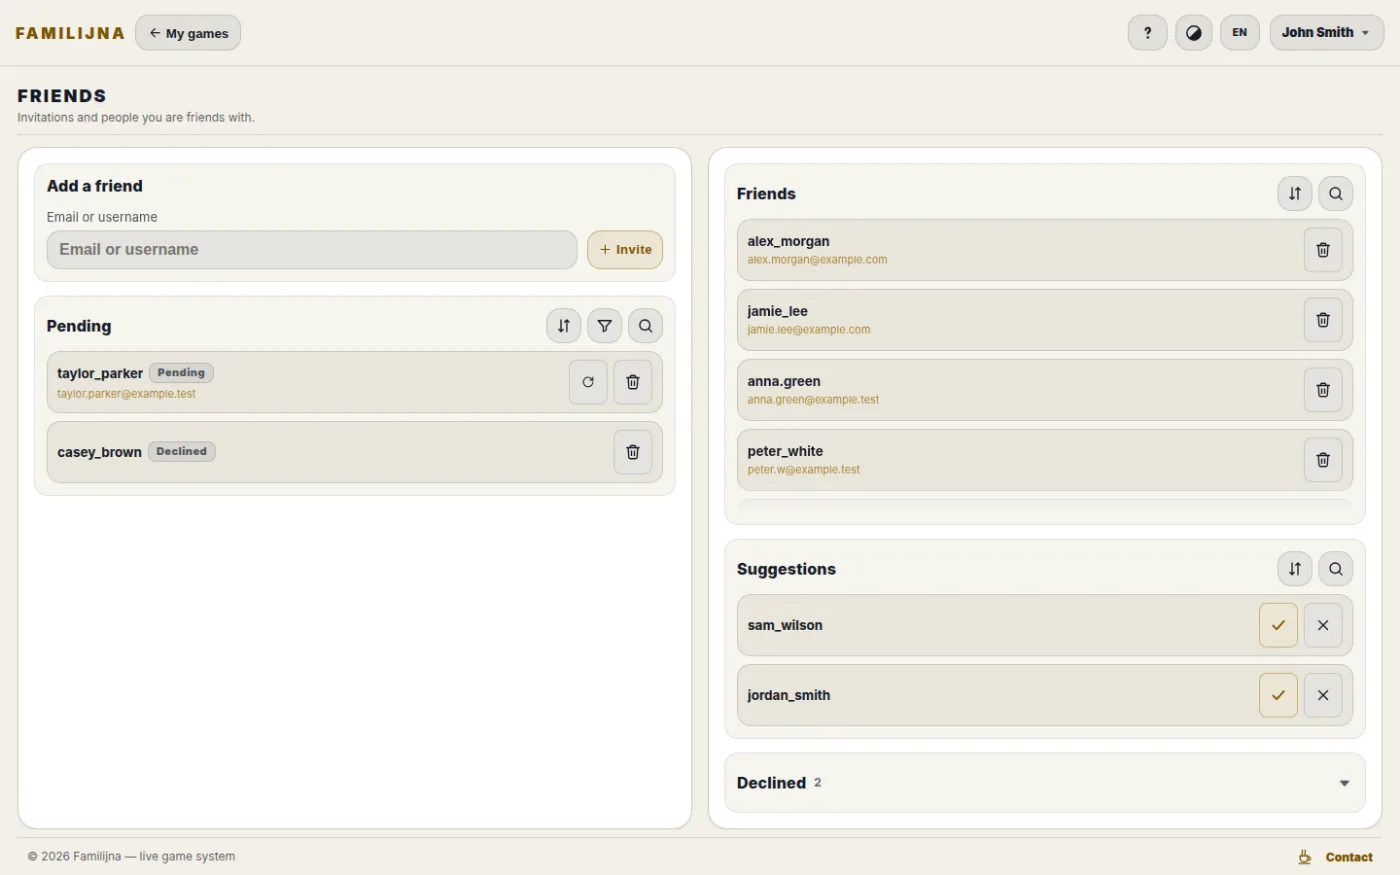 FAMILIJNA
← My games
?
EN
John Smith
FRIENDS
Invitations and people you are friends with.
Add a friend
Email or username
Email or username
+ Invite
Pending
taylor_parker Pending
taylor.parker@example.test
casey_brown Declined
Friends
alex_morgan
alex.morgan@example.com
jamie_lee
jamie.lee@example.com
anna.green
anna.green@example.test
peter_white
peter.w@example.test
Suggestions
sam_wilson
jordan_smith
Declined 2
© 2026 Familijna — live game system
Contact